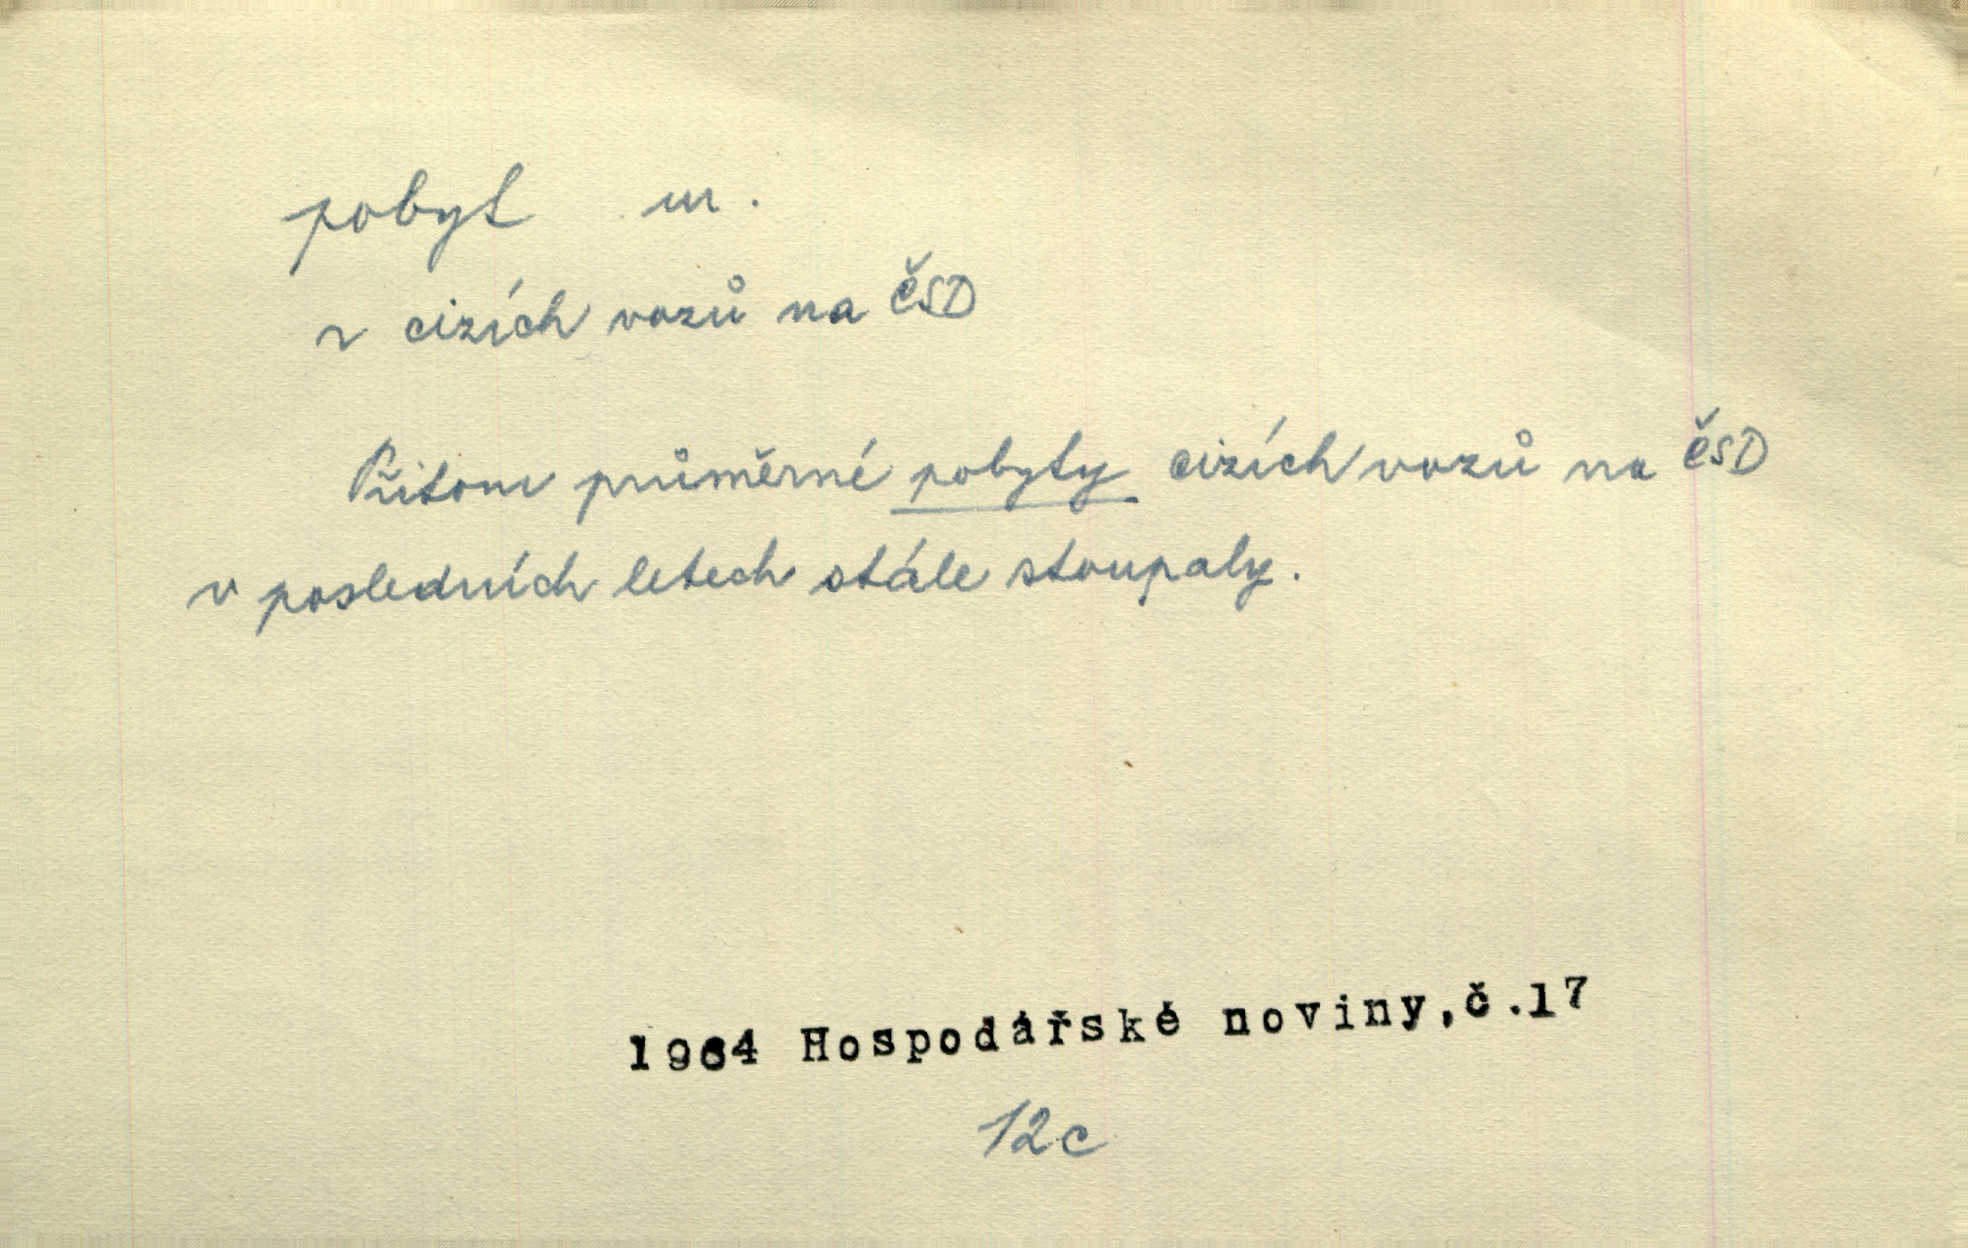 pobyt m.
~ cizích vozů na ČSD
Přitom průměrné pobyty cizích vozů na ČSD
v posledních letech stále stoupaly.
1964 Hospodářské noviny,č.17
12c